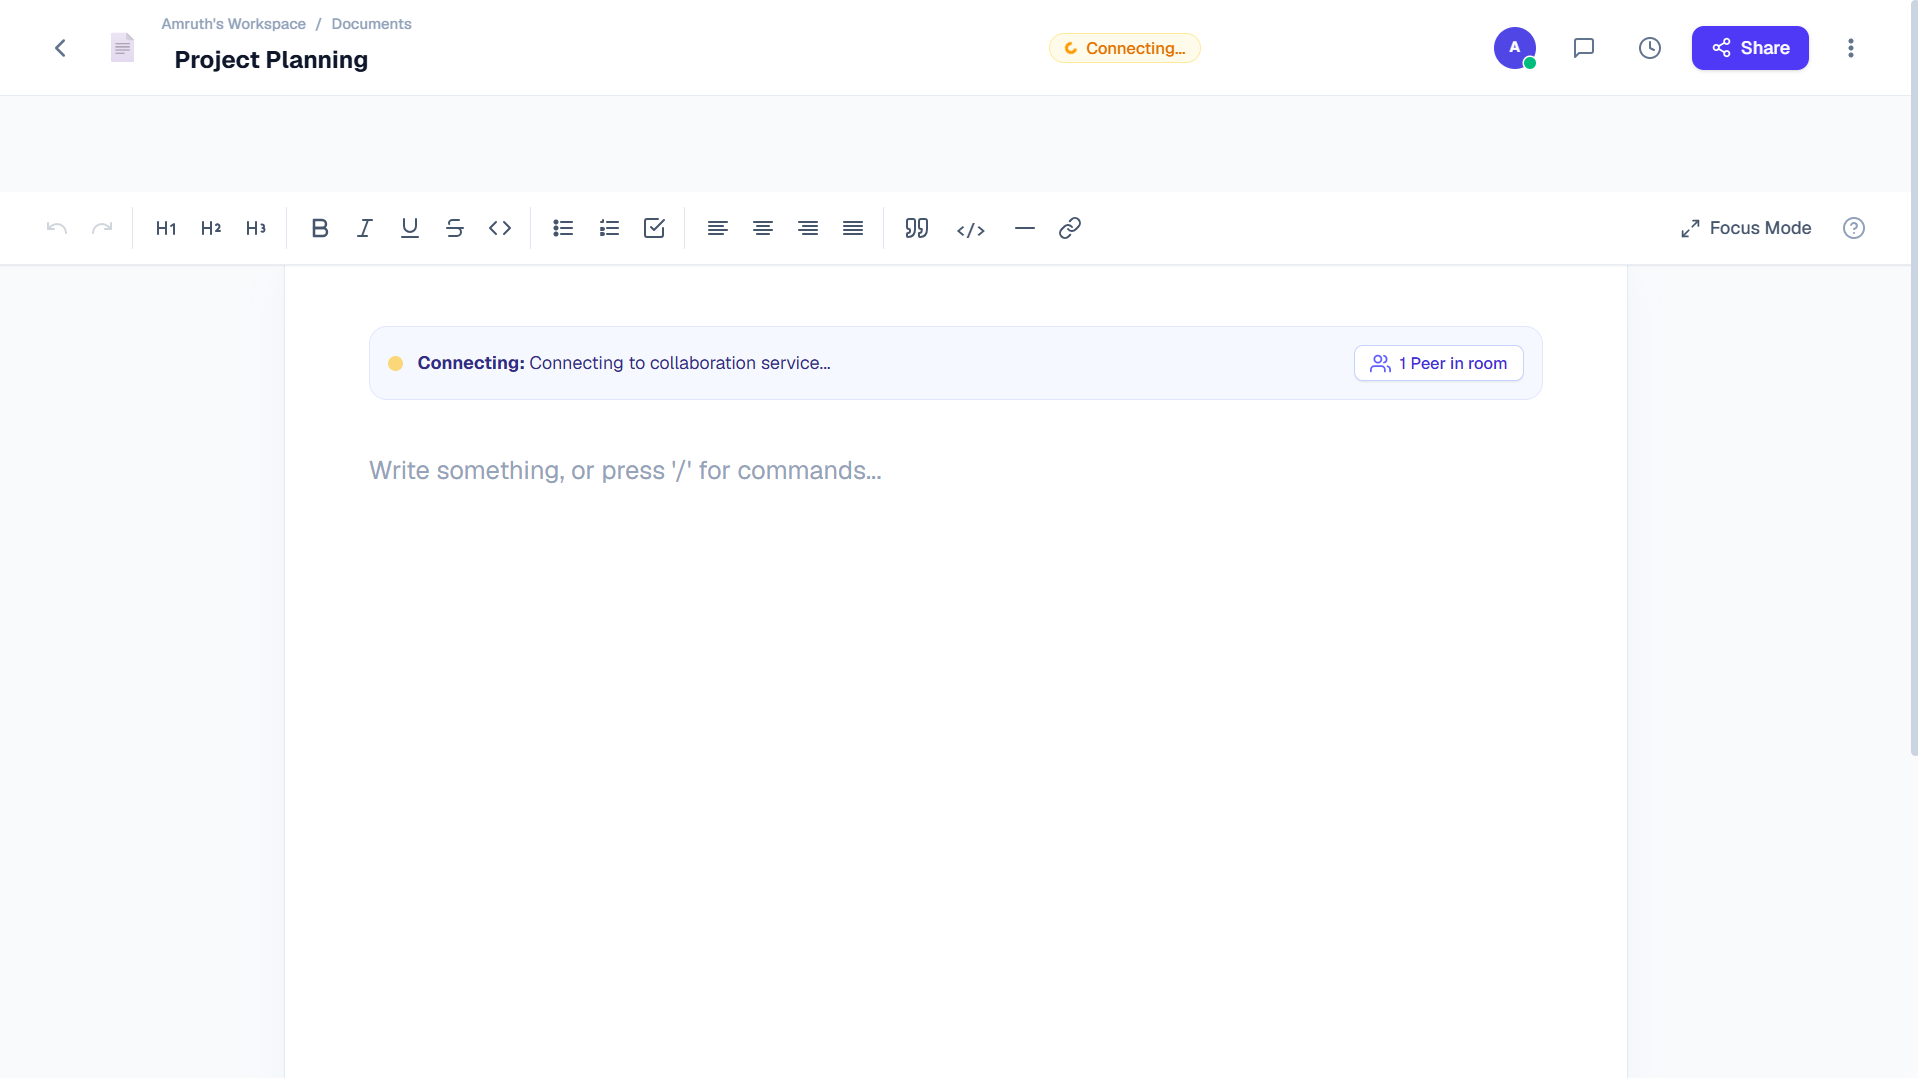 Amruth's Workspace / Documents
Project Planning
Connecting...
A
Share
H1 H2 H3
Focus Mode
Connecting: Connecting to collaboration service...
1 Peer in room
Write something, or press '/' for commands...